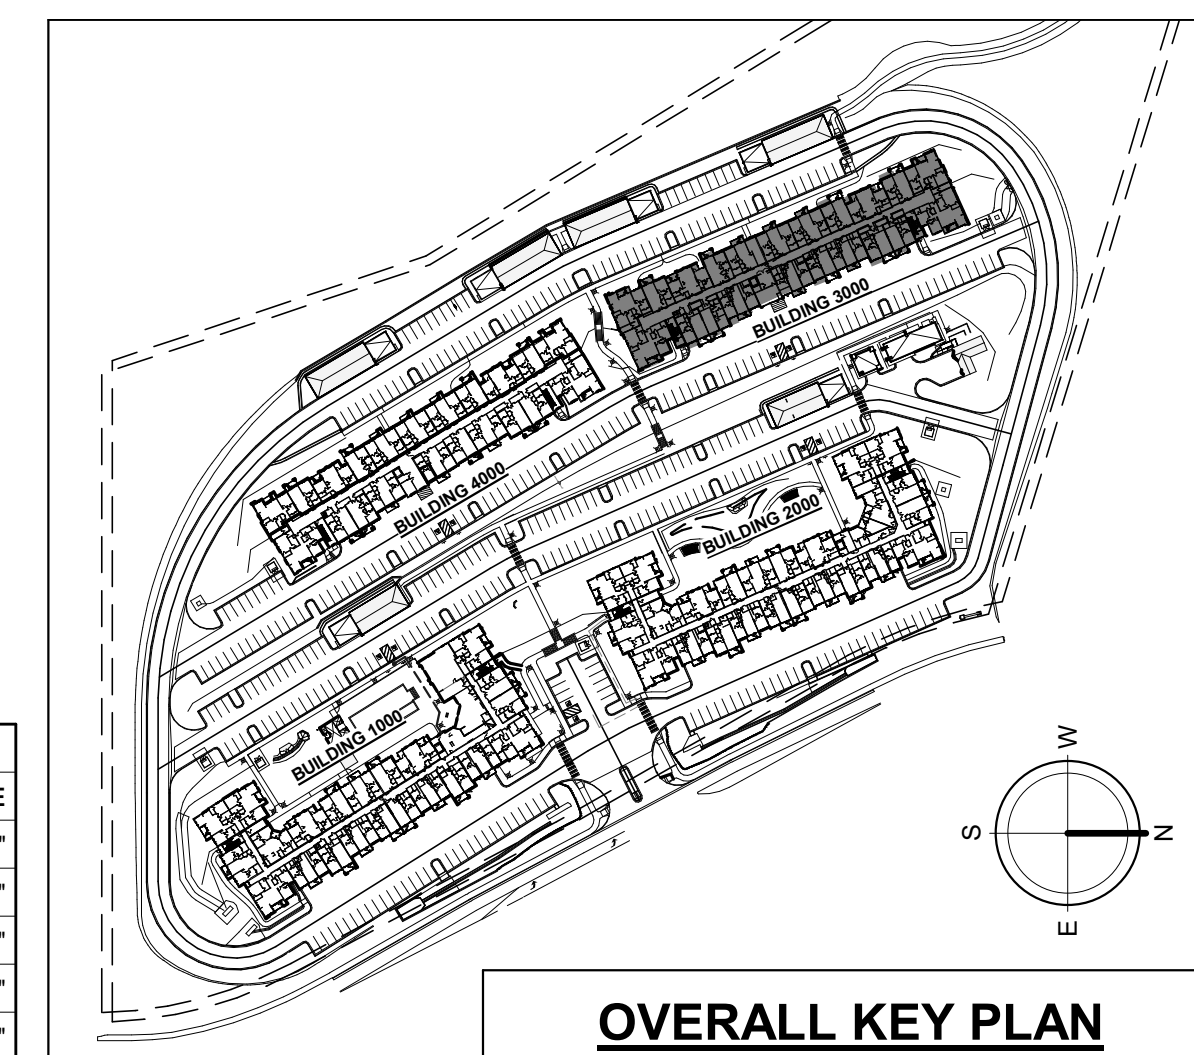 BUILDING 3000
BUILDING 4000
BUILDING 2000
BUILDING 1000
W
S
N
E
E
"
"
"
"
"
OVERALL KEY PLAN